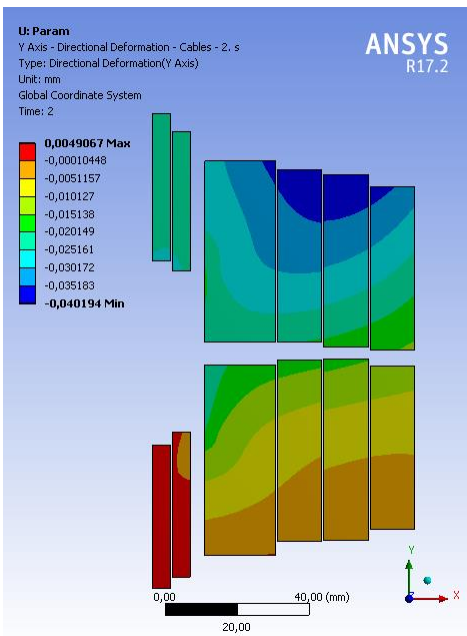 U: Param
Y Axis - Directional Deformation - Cables - 2. s
Type: Directional Deformation(Y Axis)
Unit: mm
Global Coordinate System
Time: 2
ANSYS
R17.2
0,0049067 Max
-0,00010448
-0,0051157
-0,010127
-0,015138
-0,020149
-0,025161
-0,030172
-0,035183
-0,040194 Min
Y
X
0,00
40,00 (mm)
20,00